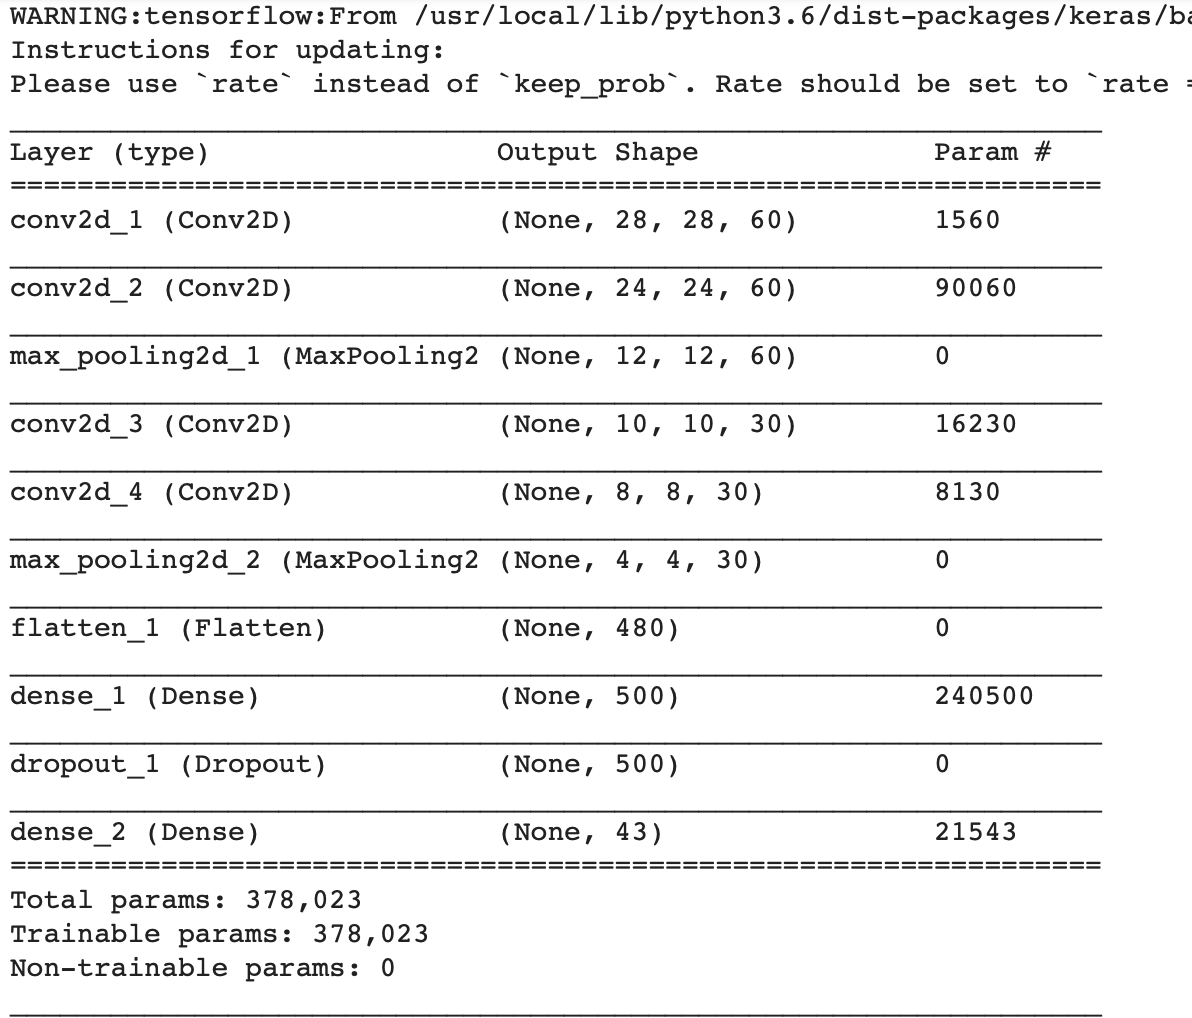 WARNING:tensorflow:From /usr/local/lib/python3.6/dist-packages/keras/ba
Instructions for updating:
Please use `rate` instead of `keep_prob`. Rate should be set to `rate =
Layer (type) Output Shape Param #
=================================================================
conv2d_1 (Conv2D) (None, 28, 28, 60) 1560
conv2d_2 (Conv2D) (None, 24, 24, 60) 90060
max_pooling2d_1 (MaxPooling2 (None, 12, 12, 60) 0
conv2d_3 (Conv2D) (None, 10, 10, 30) 16230
conv2d_4 (Conv2D) (None, 8, 8, 30) 8130
max_pooling2d_2 (MaxPooling2 (None, 4, 4, 30) 0
flatten_1 (Flatten) (None, 480) 0
dense_1 (Dense) (None, 500) 240500
dropout_1 (Dropout) (None, 500) 0
dense_2 (Dense) (None, 43) 21543
=================================================================
Total params: 378,023
Trainable params: 378,023
Non-trainable params: 0